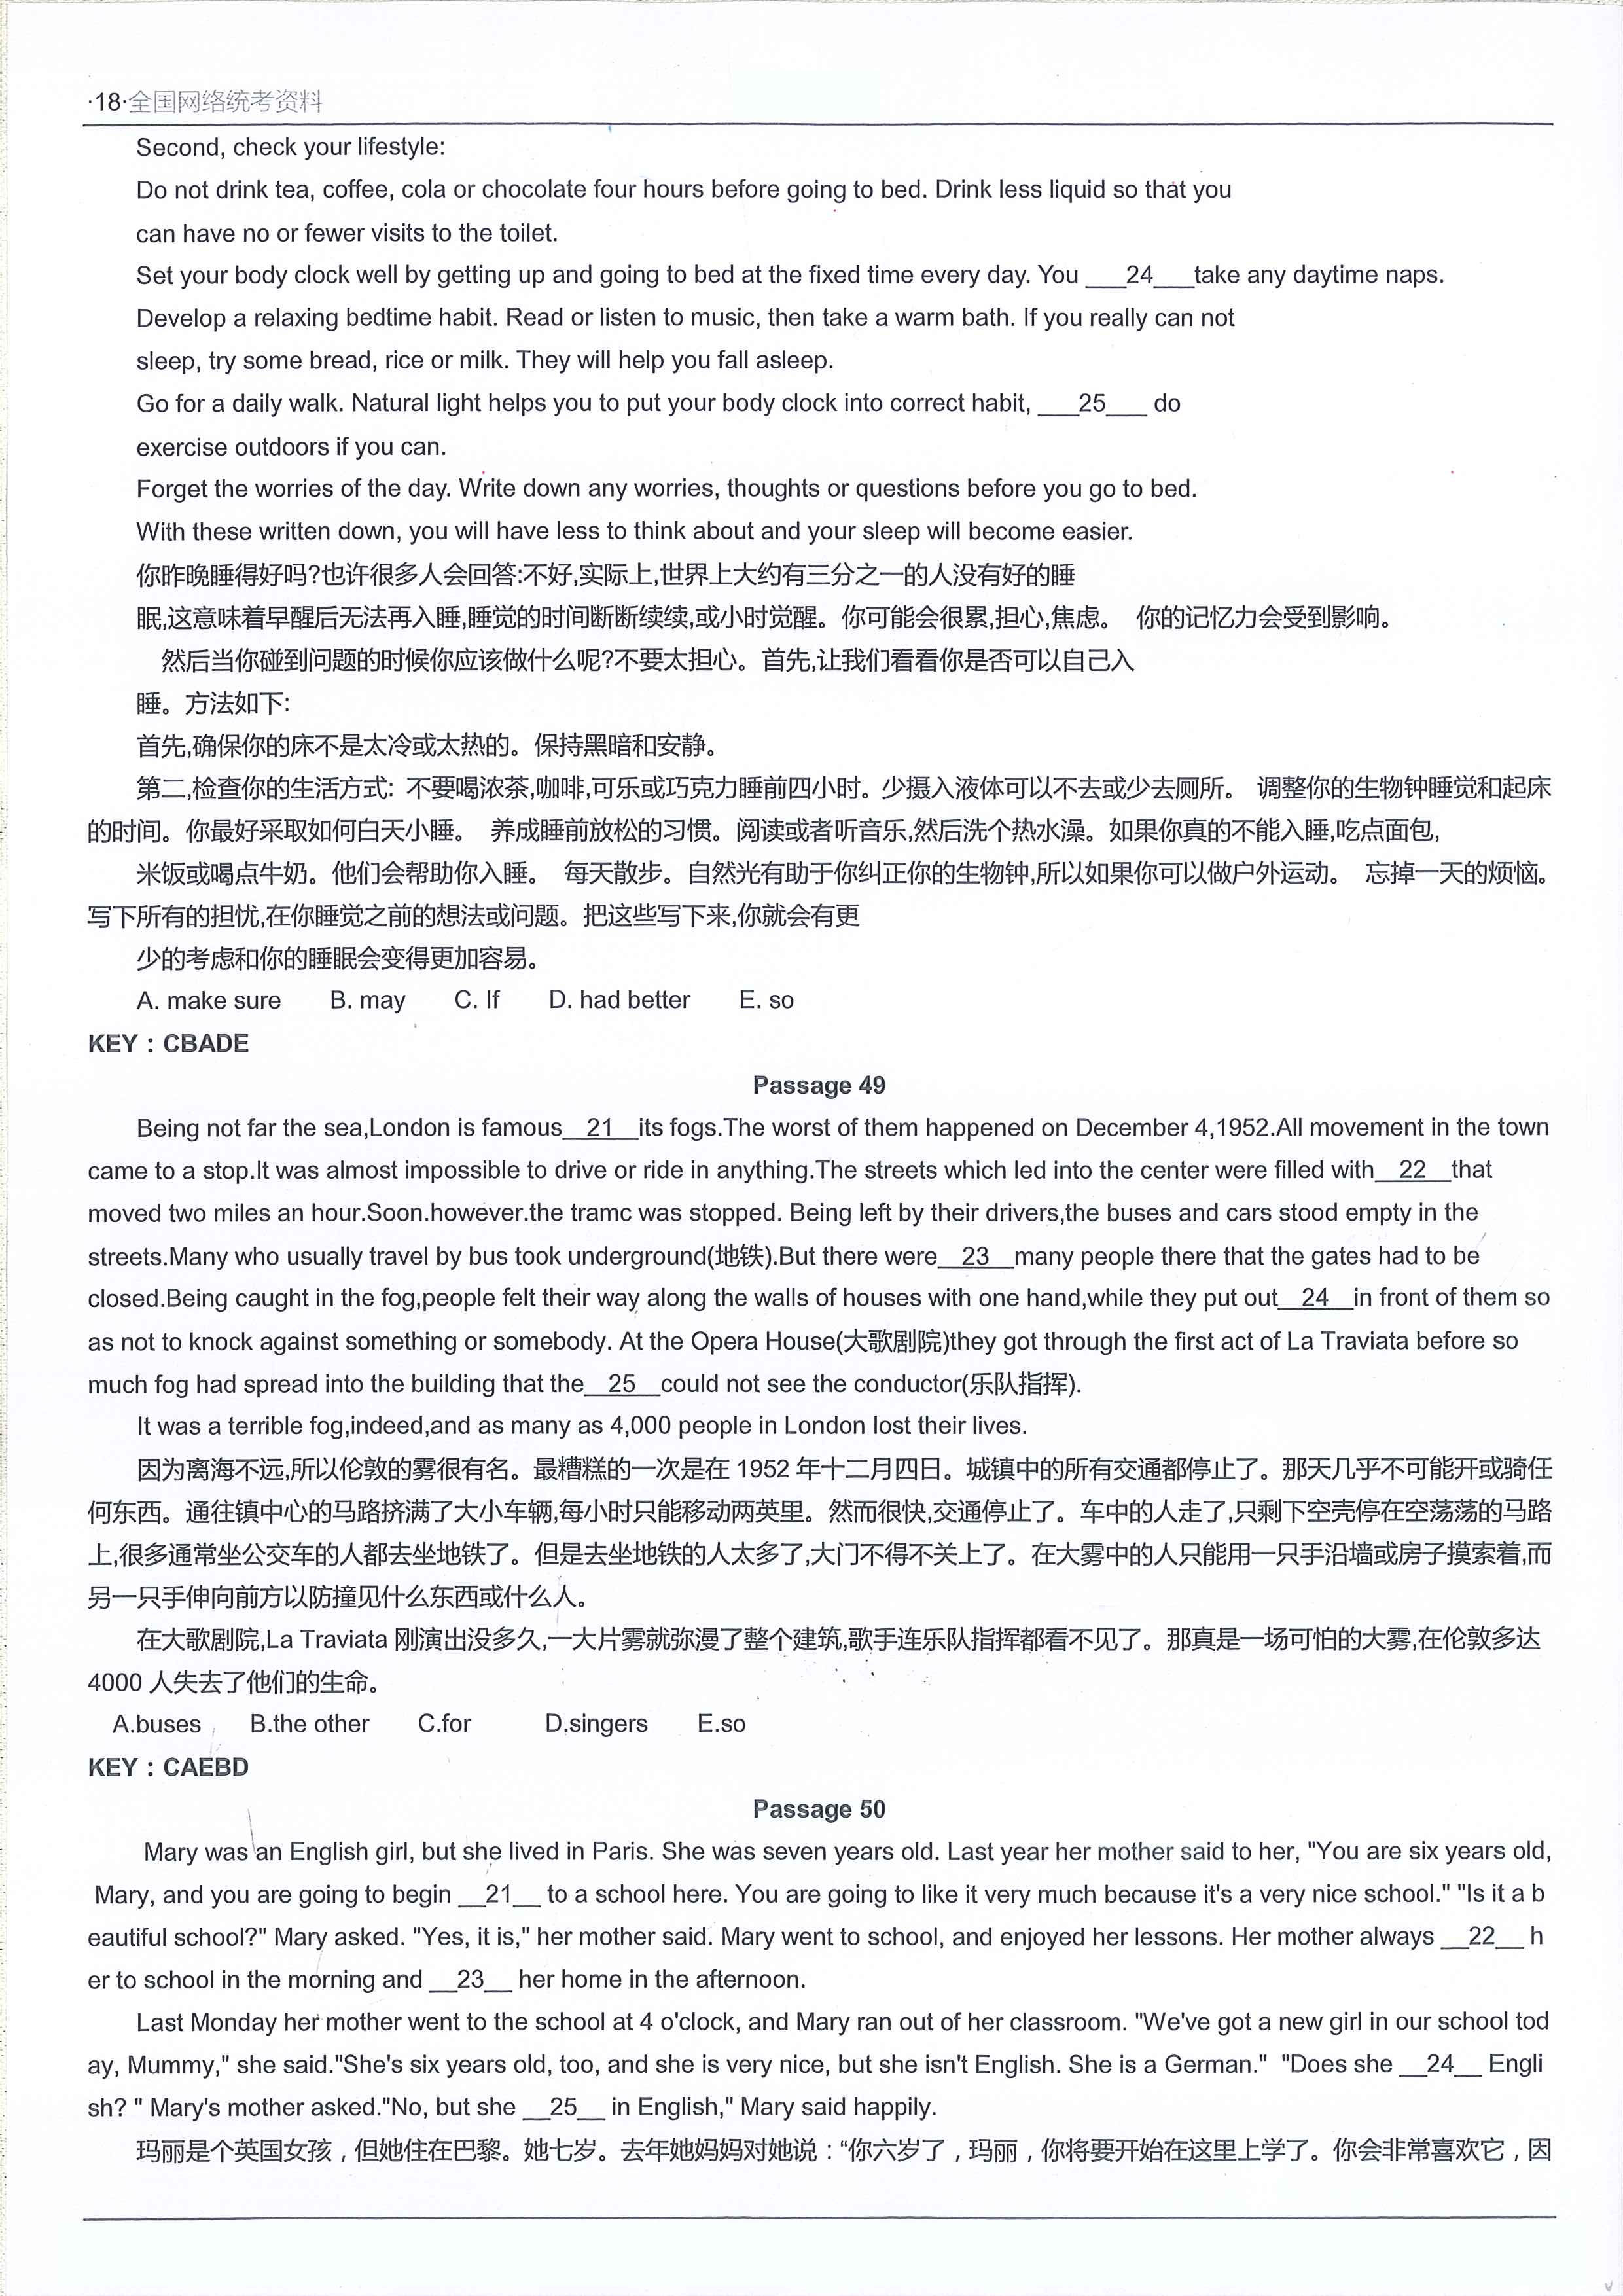 ·18·全国网络统考资料
Second, check your lifestyle:
Do not drink tea, coffee, cola or chocolate four hours before going to bed. Drink less liquid so that you
can have no or fewer visits to the toilet.
Set your body clock well by getting up and going to bed at the fixed time every day. You ___24___take any daytime naps.
Develop a relaxing bedtime habit. Read or listen to music, then take a warm bath. If you really can not
sleep, try some bread, rice or milk. They will help you fall asleep.
Go for a daily walk. Natural light helps you to put your body clock into correct habit, ___25___ do
exercise outdoors if you can.
Forget the worries of the day. Write down any worries, thoughts or questions before you go to bed.
With these written down, you will have less to think about and your sleep will become easier.
你昨晚睡得好吗?也许很多人会回答:不好,实际上,世界上大约有三分之一的人没有好的睡
眠,这意味着早醒后无法再入睡,睡觉的时间断断续续,或小时觉醒。你可能会很累,担心,焦虑。 你的记忆力会受到影响。
然后当你碰到问题的时候你应该做什么呢?不要太担心。首先,让我们看看你是否可以自己入
睡。方法如下:
首先,确保你的床不是太冷或太热的。保持黑暗和安静。
第二,检查你的生活方式: 不要喝浓茶,咖啡,可乐或巧克力睡前四小时。少摄入液体可以不去或少去厕所。 调整你的生物钟睡觉和起床
的时间。你最好采取如何白天小睡。 养成睡前放松的习惯。阅读或者听音乐,然后洗个热水澡。如果你真的不能入睡,吃点面包,
米饭或喝点牛奶。他们会帮助你入睡。 每天散步。自然光有助于你纠正你的生物钟,所以如果你可以做户外运动。 忘掉一天的烦恼。
写下所有的担忧,在你睡觉之前的想法或问题。把这些写下来,你就会有更
少的考虑和你的睡眠会变得更加容易。
A. make sure B. may C. If D. had better E. so
KEY：CBADE
Passage 49
Being not far the sea,London is famous__21__its fogs.The worst of them happened on December 4,1952.All movement in the town
came to a stop.It was almost impossible to drive or ride in anything.The streets which led into the center were filled with__22__that
moved two miles an hour.Soon.however.the tramc was stopped. Being left by their drivers,the buses and cars stood empty in the
streets.Many who usually travel by bus took underground(地铁).But there were__23__many people there that the gates had to be
closed.Being caught in the fog,people felt their way along the walls of houses with one hand,while they put out__24__in front of them so
as not to knock against something or somebody. At the Opera House(大歌剧院)they got through the first act of La Traviata before so
much fog had spread into the building that the__25__could not see the conductor(乐队指挥).
It was a terrible fog,indeed,and as many as 4,000 people in London lost their lives.
因为离海不远,所以伦敦的雾很有名。最糟糕的一次是在 1952 年十二月四日。城镇中的所有交通都停止了。那天几乎不可能开或骑任
何东西。通往镇中心的马路挤满了大小车辆,每小时只能移动两英里。然而很快,交通停止了。车中的人走了,只剩下空壳停在空荡荡的马路
上,很多通常坐公交车的人都去坐地铁了。但是去坐地铁的人太多了,大门不得不关上了。在大雾中的人只能用一只手沿墙或房子摸索着,而
另一只手伸向前方以防撞见什么东西或什么人。
在大歌剧院,La Traviata 刚演出没多久,一大片雾就弥漫了整个建筑,歌手连乐队指挥都看不见了。那真是一场可怕的大雾,在伦敦多达
4000 人失去了他们的生命。
A.buses B.the other C.for D.singers E.so
KEY：CAEBD
Passage 50
Mary was an English girl, but she lived in Paris. She was seven years old. Last year her mother said to her, "You are six years old,
Mary, and you are going to begin __21__ to a school here. You are going to like it very much because it's a very nice school." "Is it a b
eautiful school?" Mary asked. "Yes, it is," her mother said. Mary went to school, and enjoyed her lessons. Her mother always __22__ h
er to school in the morning and __23__ her home in the afternoon.
Last Monday her mother went to the school at 4 o'clock, and Mary ran out of her classroom. "We've got a new girl in our school tod
ay, Mummy," she said."She's six years old, too, and she is very nice, but she isn't English. She is a German." "Does she __24__ Engli
sh? " Mary's mother asked."No, but she __25__ in English," Mary said happily.
玛丽是个英国女孩，但她住在巴黎。她七岁。去年她妈妈对她说：“你六岁了，玛丽，你将要开始在这里上学了。你会非常喜欢它，因